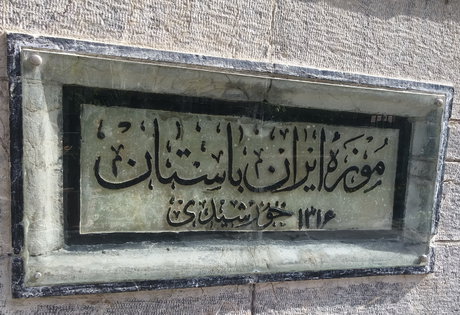 موزهٔ ایران باستان
۱۳۱۶ خورشیدی